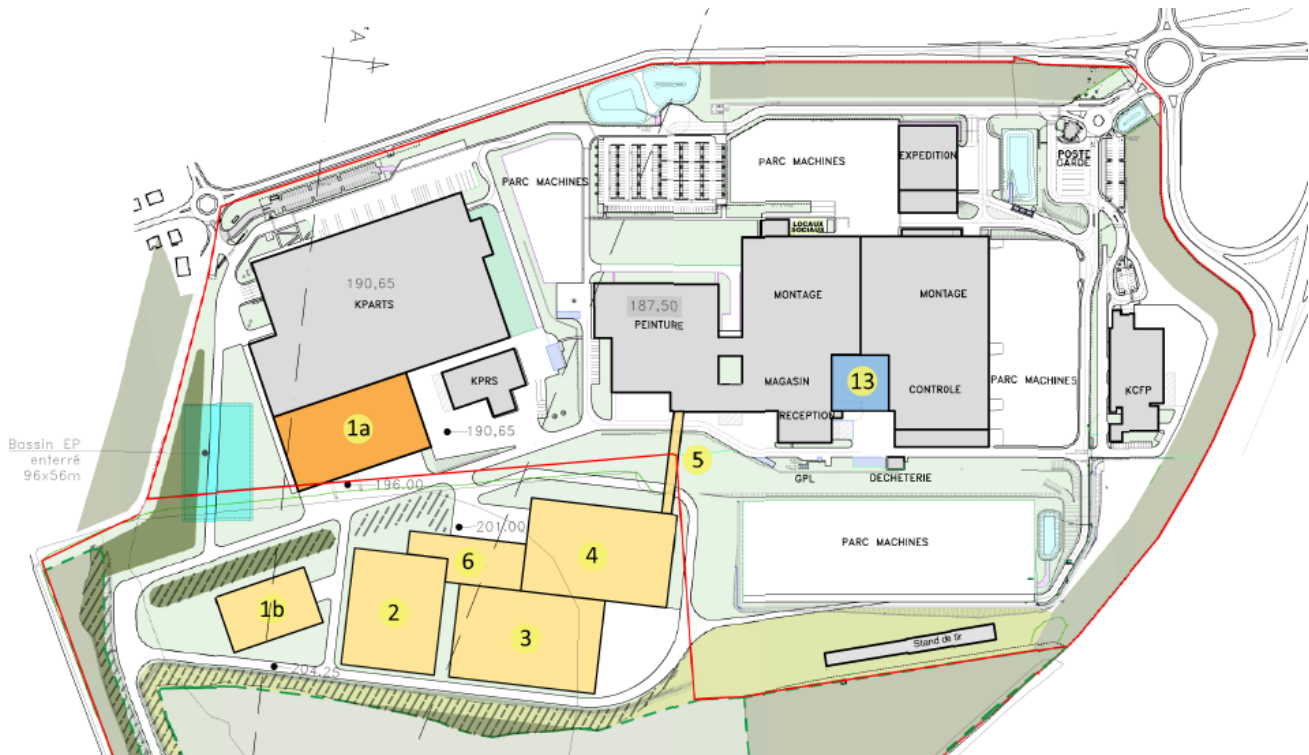 A
PARC MACHINES
EXPEDITION
POSTE
GARDE
PARC MACHINES
LOCAUX
SOCIAUX
190,65
KPARTS
187,50
PEINTURE
MONTAGE
MONTAGE
KPRS
MAGASIN
13
CONTROLE
PARC MACHINES
KCFP
RECEPTION
1a
190,65
Bassin EP
enterré
96x56m
5
GPL
DECHETERIE
196.00
201.00
PARC MACHINES
6
4
1b
2
3
Stand de tir
204.25